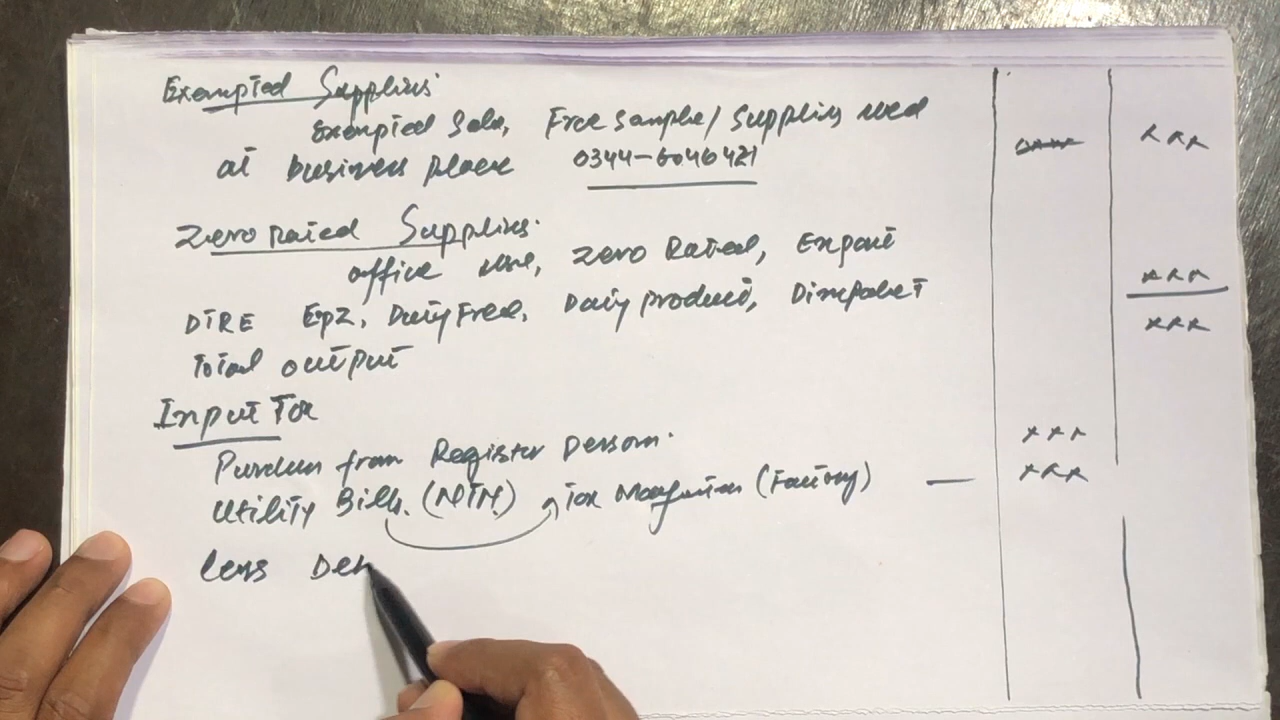 Exempted Supplies
Exempted Sale, Free Sample/ Supplies used XXX
at business place 0344-6046421
Zero Rated Supplies.
office use, Zero Rated, Export
DTRE EPZ, Duty Free, Dairy product, XXX
Total output XXX
Input Tax
Purchase from Register Person. XXX
Utility Bills. (NTN) Tax (Factory) — XXX
Less Deb